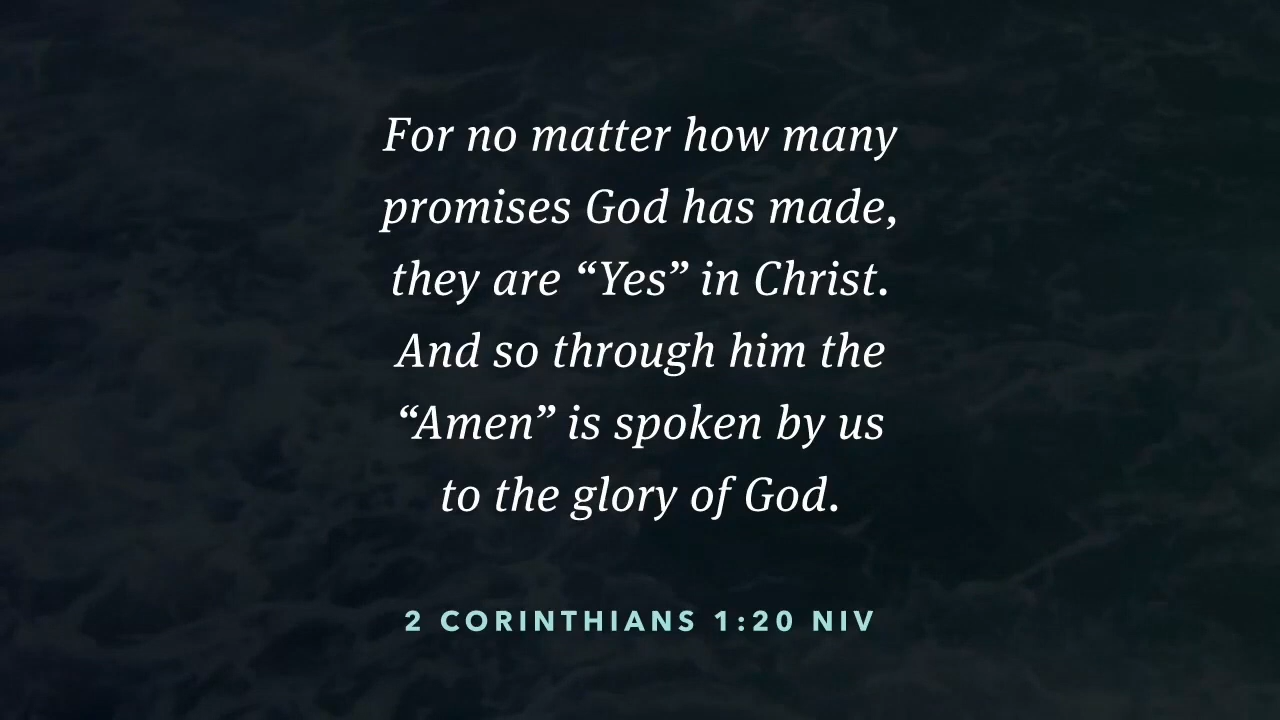 For no matter how many
promises God has made,
they are “Yes” in Christ.
And so through him the
“Amen” is spoken by us
to the glory of God.
2 CORINTHIANS 1:20 NIV